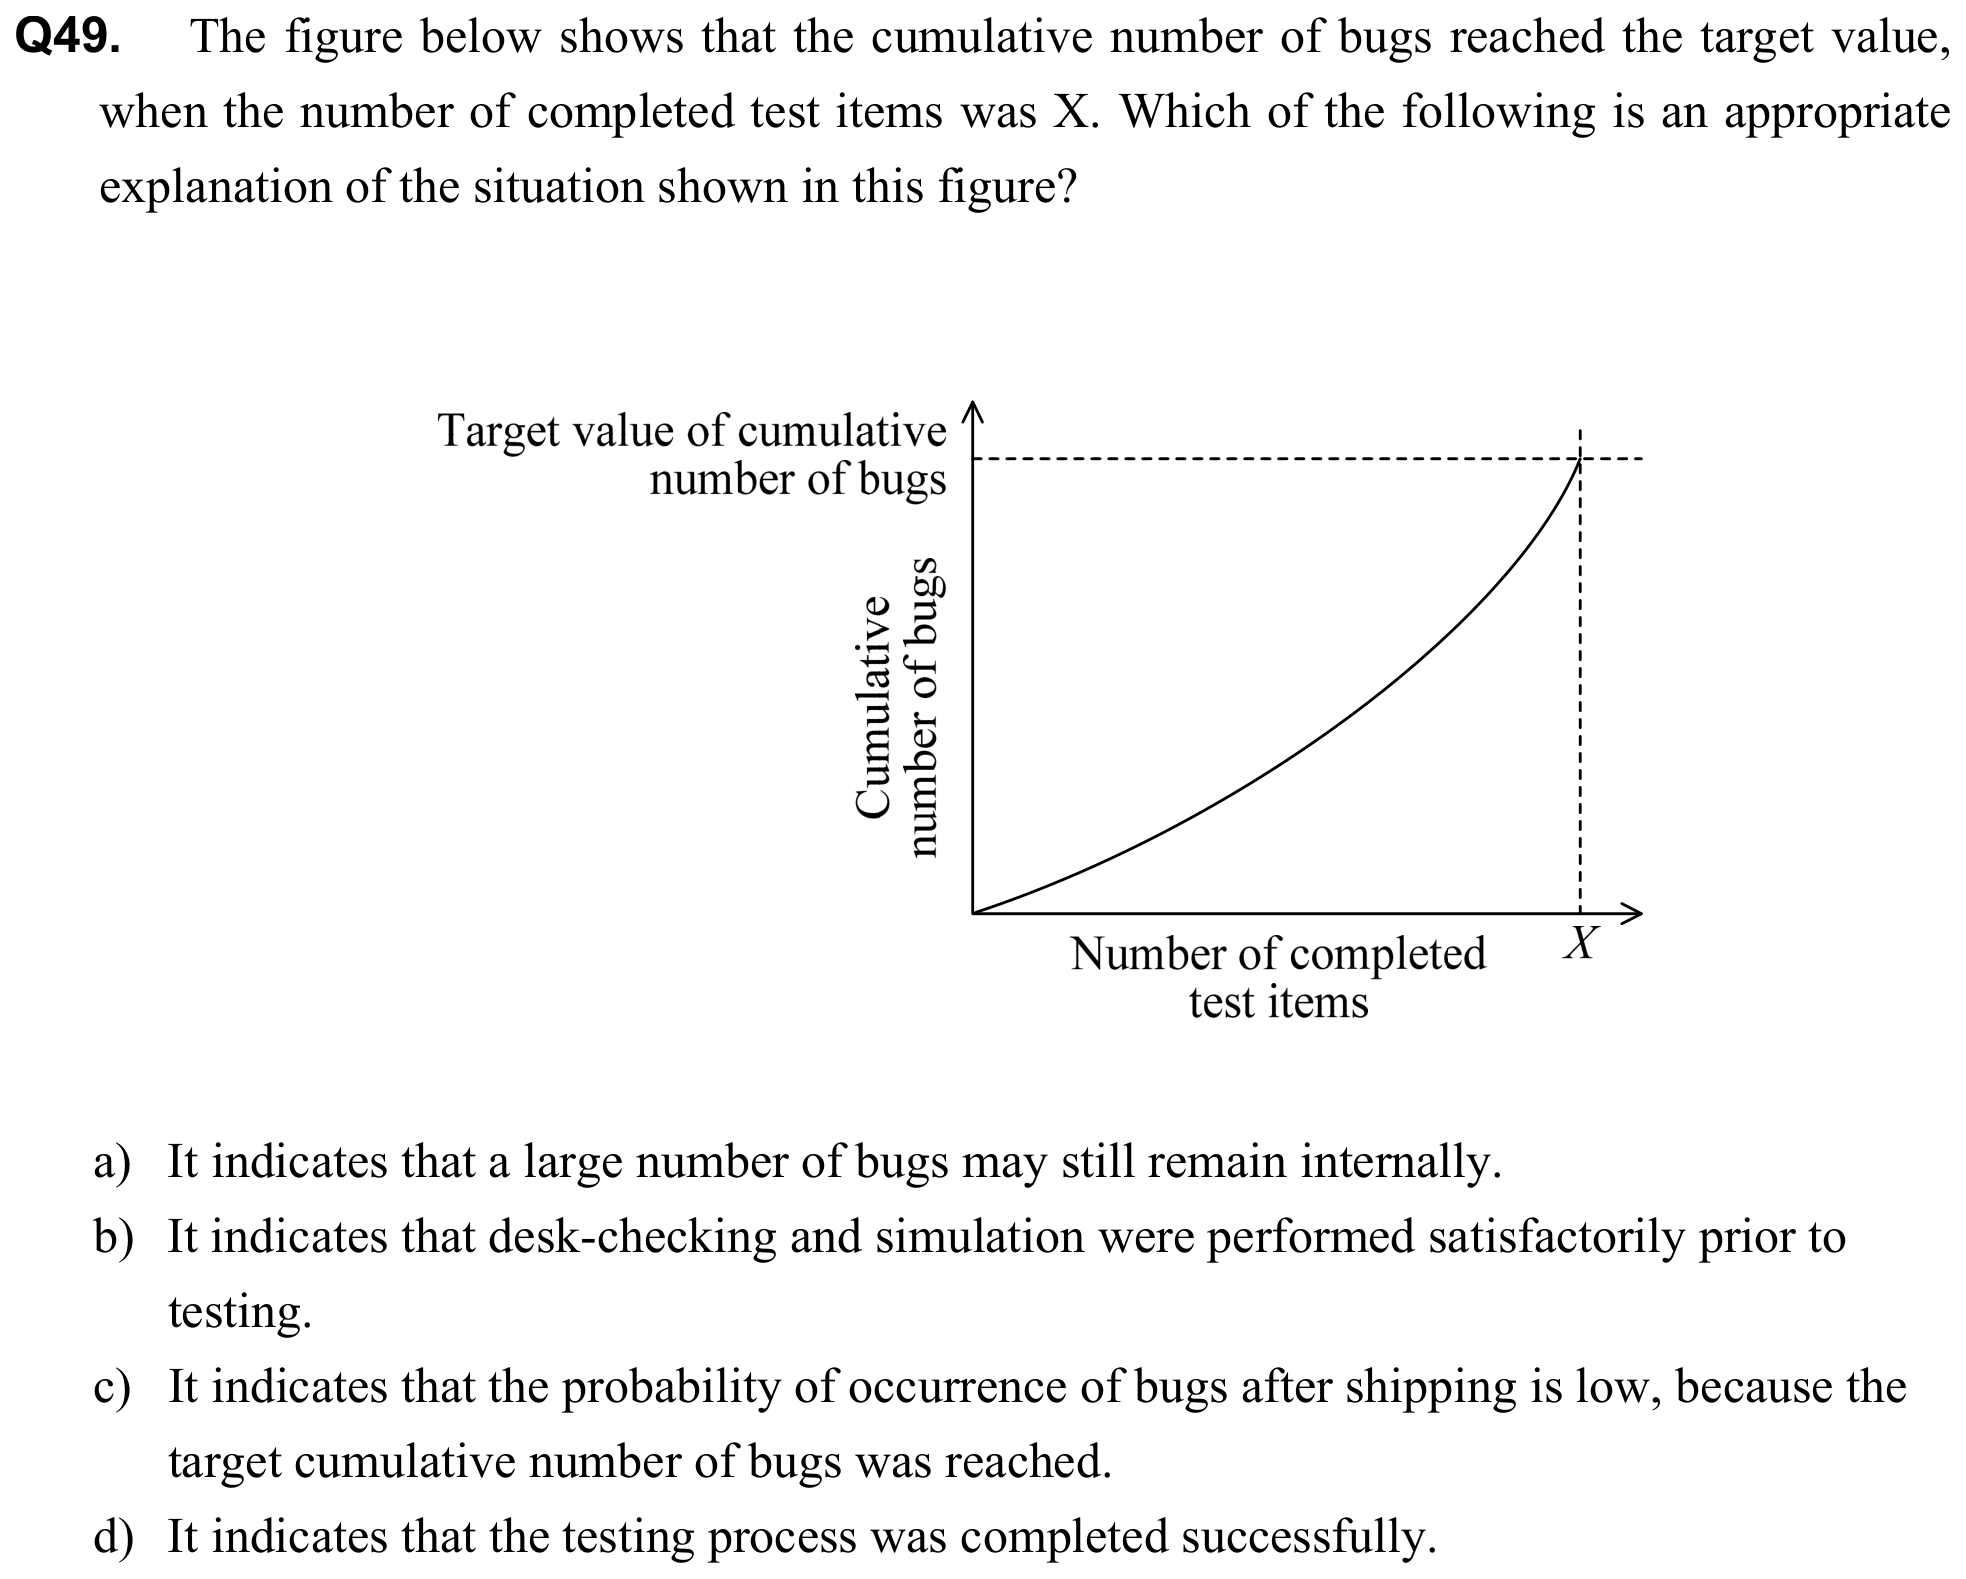 Q49. The figure below shows that the cumulative number of bugs reached the target value,
when the number of completed test items was X. Which of the following is an appropriate
explanation of the situation shown in this figure?
Target value of cumulative
number of bugs
Cumulative
number of bugs
Number of completed
test items
X
a) It indicates that a large number of bugs may still remain internally.
b) It indicates that desk-checking and simulation were performed satisfactorily prior to
testing.
c) It indicates that the probability of occurrence of bugs after shipping is low, because the
target cumulative number of bugs was reached.
d) It indicates that the testing process was completed successfully.